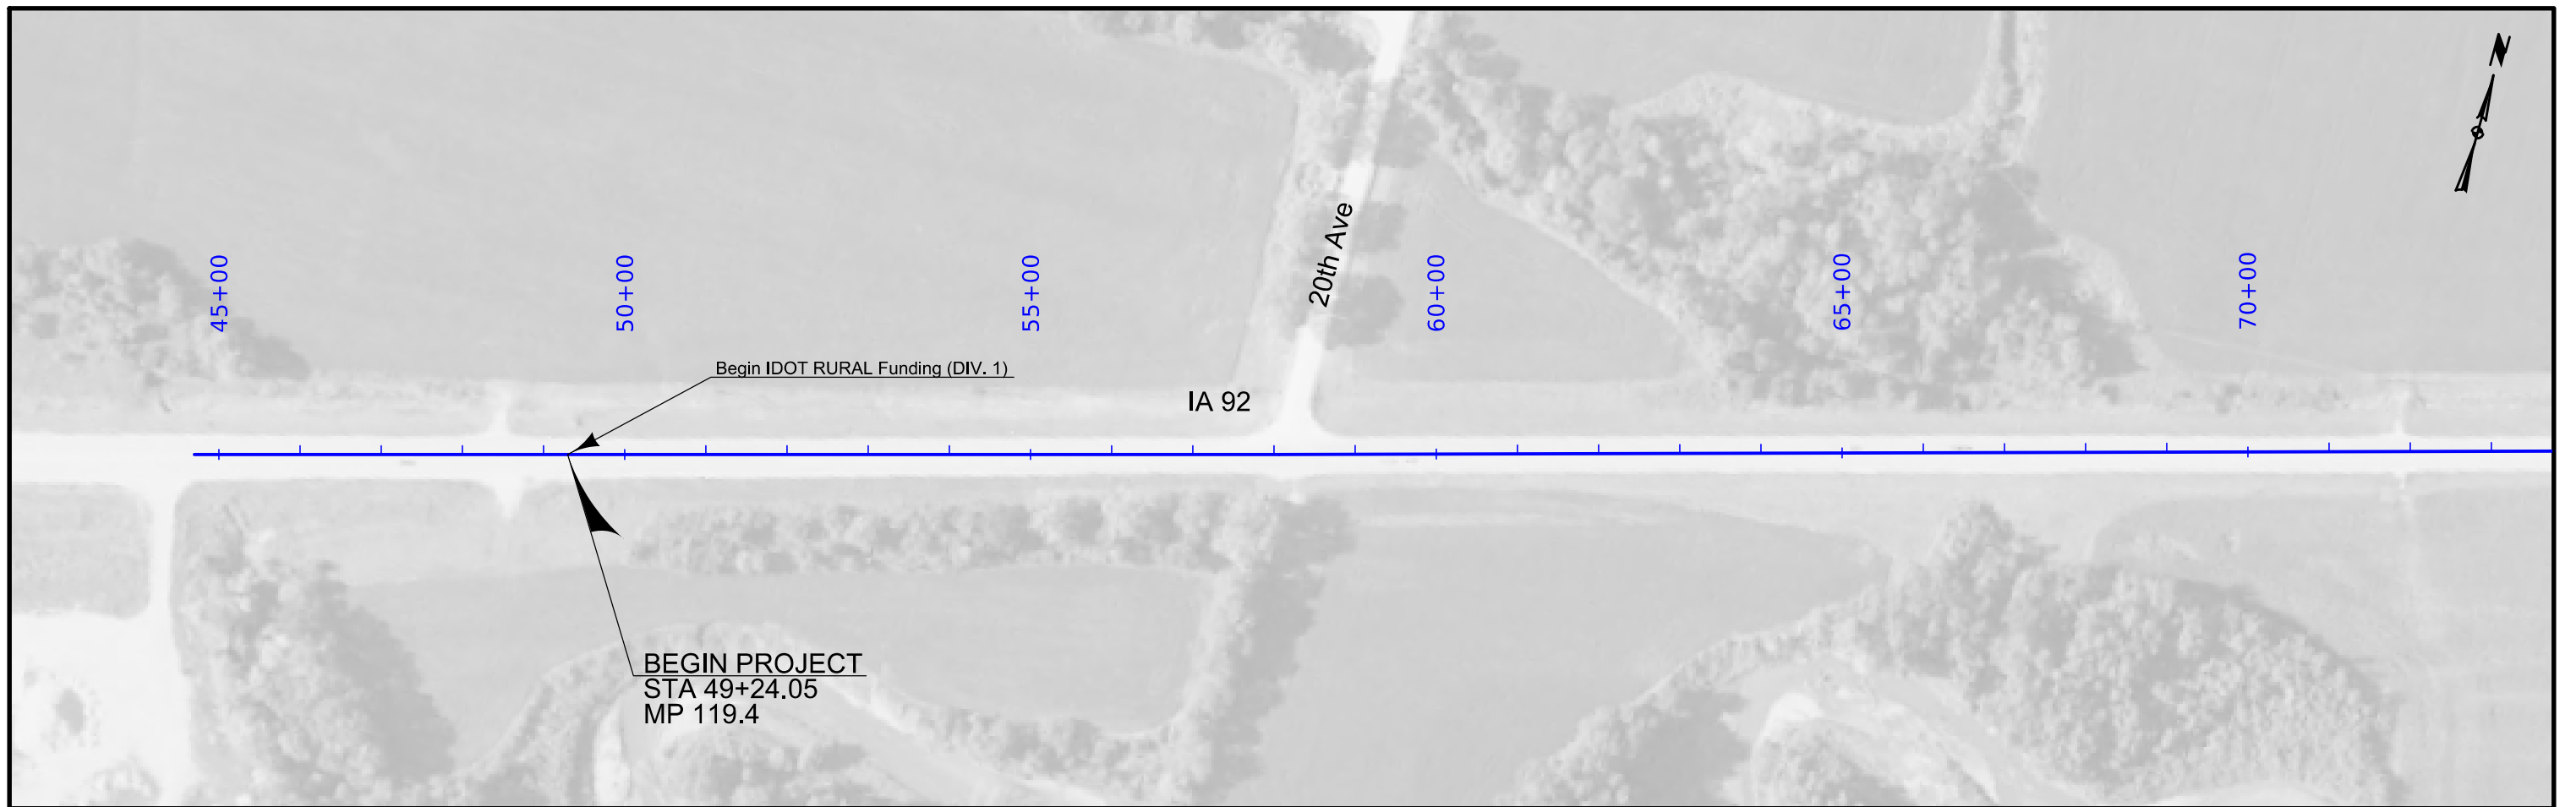 N
20th Ave
45+00
50+00
55+00
60+00
65+00
70+00
Begin IDOT RURAL Funding (DIV. 1)
IA 92
BEGIN PROJECT
STA 49+24.05
MP 119.4